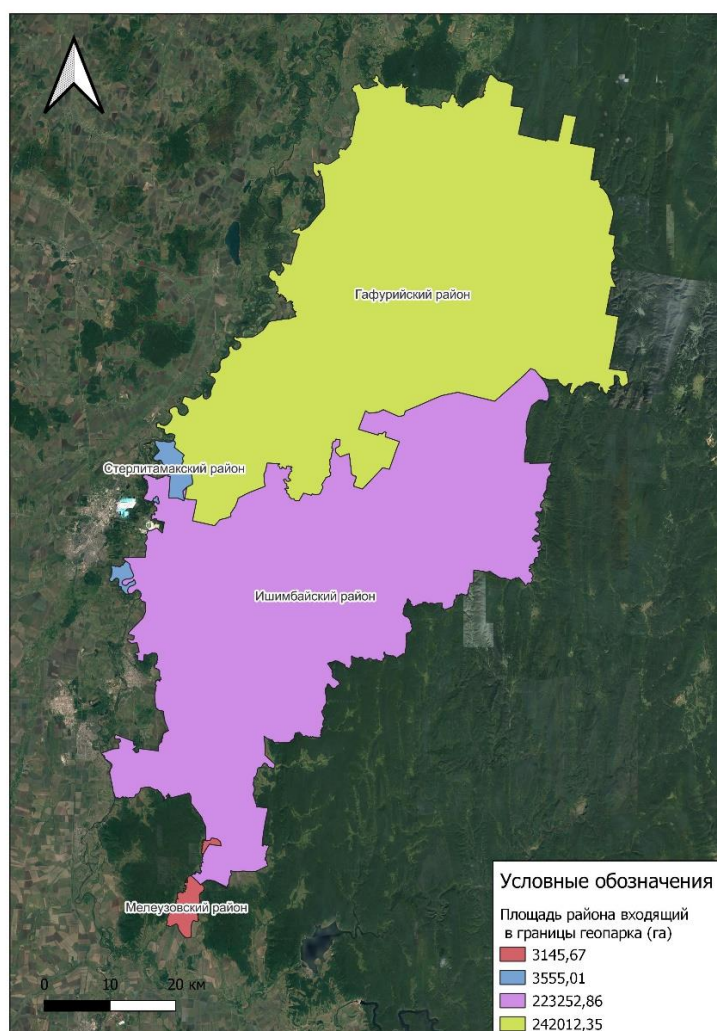 Гафурийский район
Стерлитамакский район
Ишимбайский район
Мелеузовский район
0 10 20 км
Условные обозначения
Площадь района входящий
в границы геопарка (га)
3145,67
3555,01
223252,86
242012,35